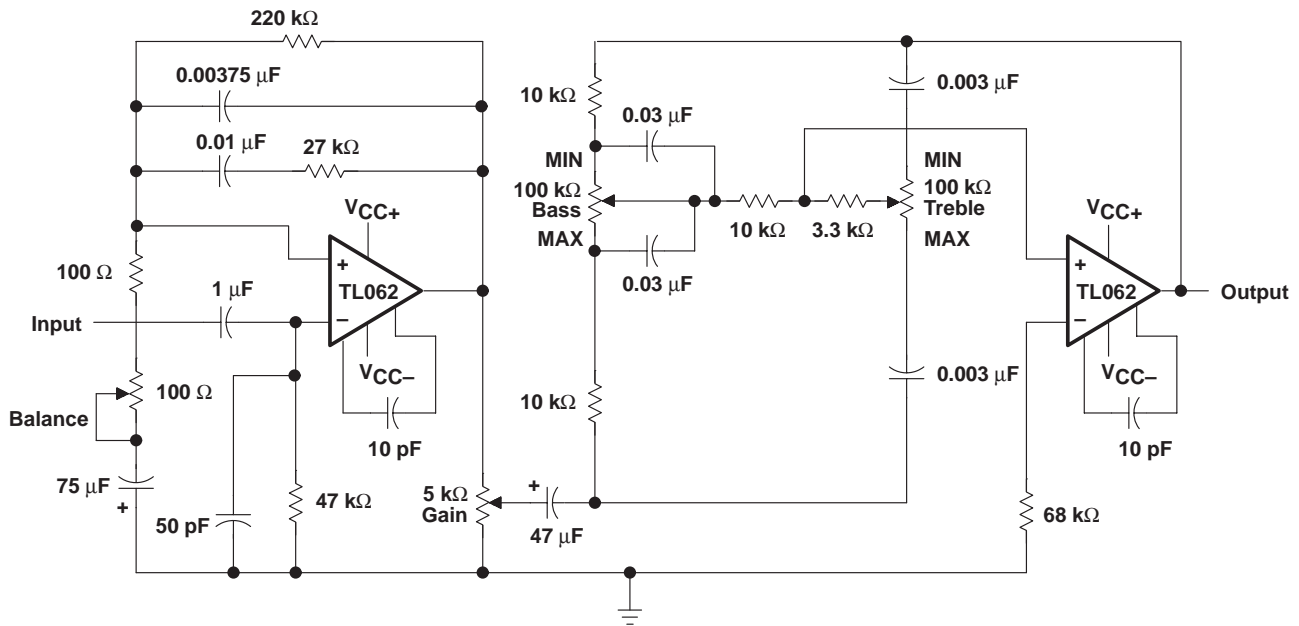 220 kΩ
0.00375 μF
0.01 μF
27 kΩ
VCC+
+
TL062
−
VCC−
100 Ω
1 μF
Input
100 Ω
Balance
10 pF
75 μF
+
50 pF
47 kΩ
5 kΩ
Gain
+
47 μF
10 kΩ
0.03 μF
MIN
100 kΩ
Bass
MAX
0.03 μF
10 kΩ
10 kΩ
3.3 kΩ
0.003 μF
MIN
100 kΩ
Treble
MAX
0.003 μF
VCC+
+
TL062
−
VCC−
Output
10 pF
68 kΩ